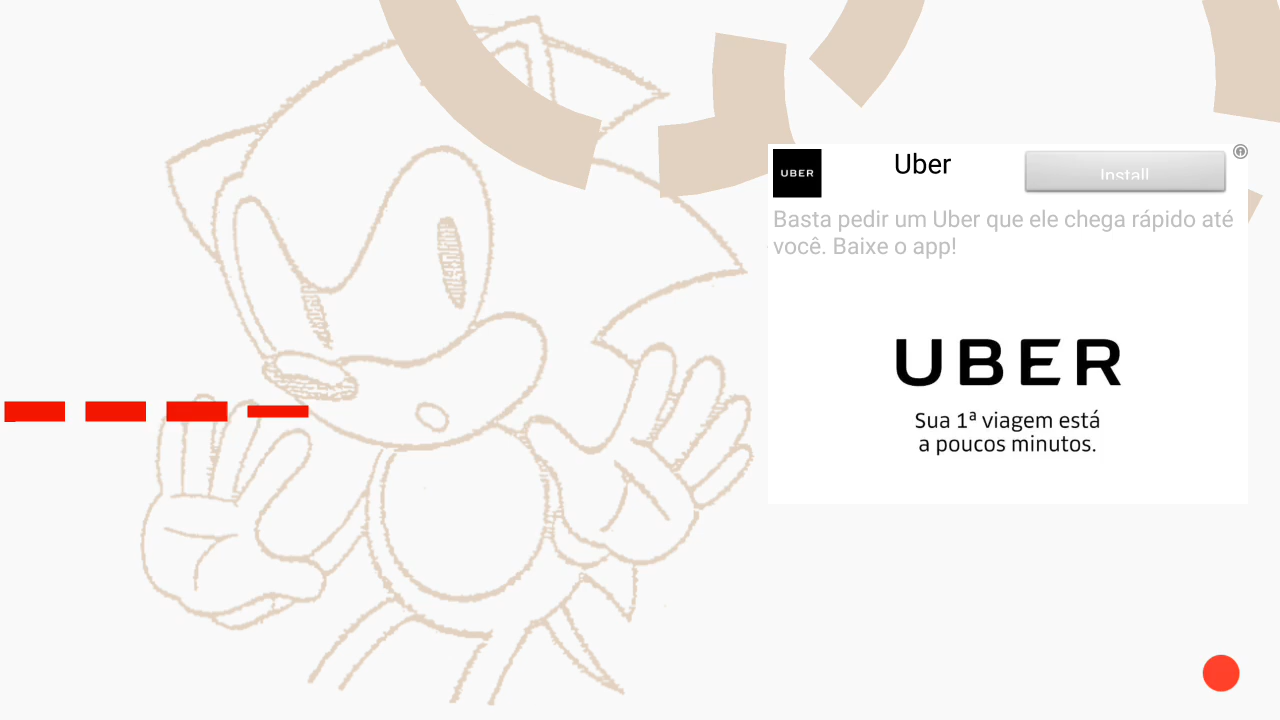 UBER
Uber
Install
Basta pedir um Uber que ele chega rápido até
você. Baixe o app!
UBER
Sua 1ª viagem está
a poucos minutos.